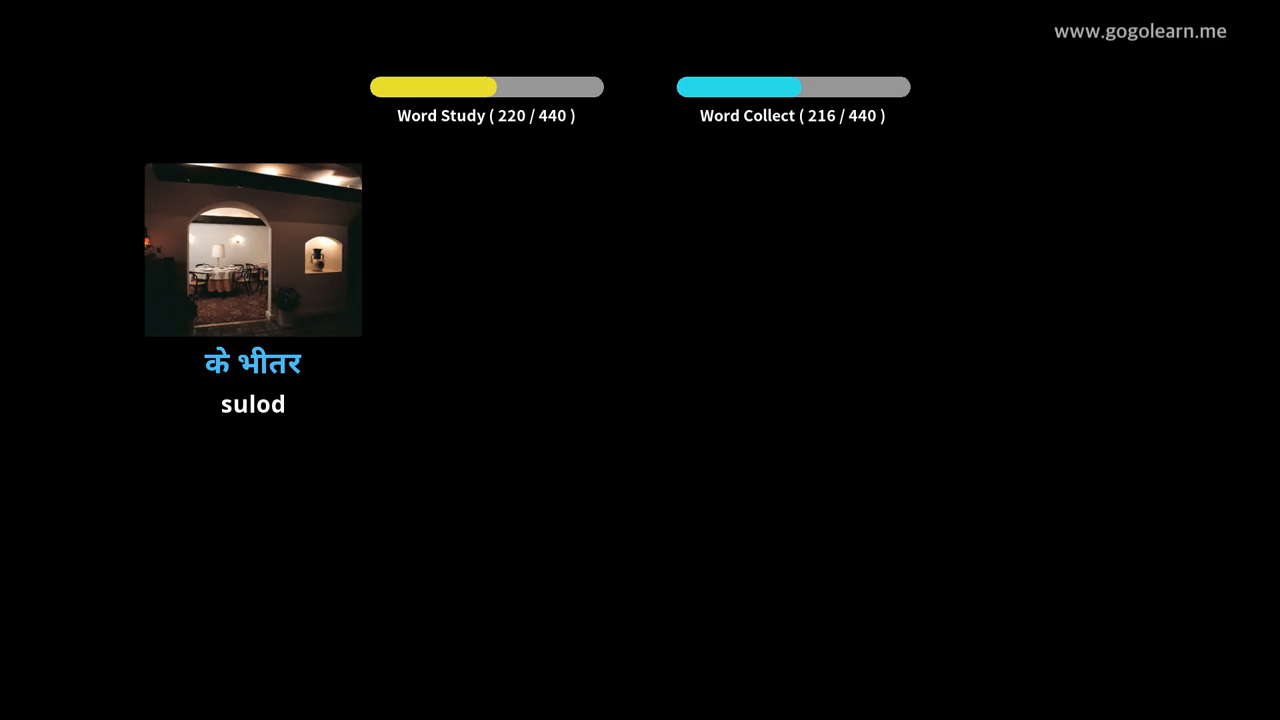 www.gogolearn.me
Word Study ( 220 / 440 )
Word Collect ( 216 / 440 )
के भीतर
sulod